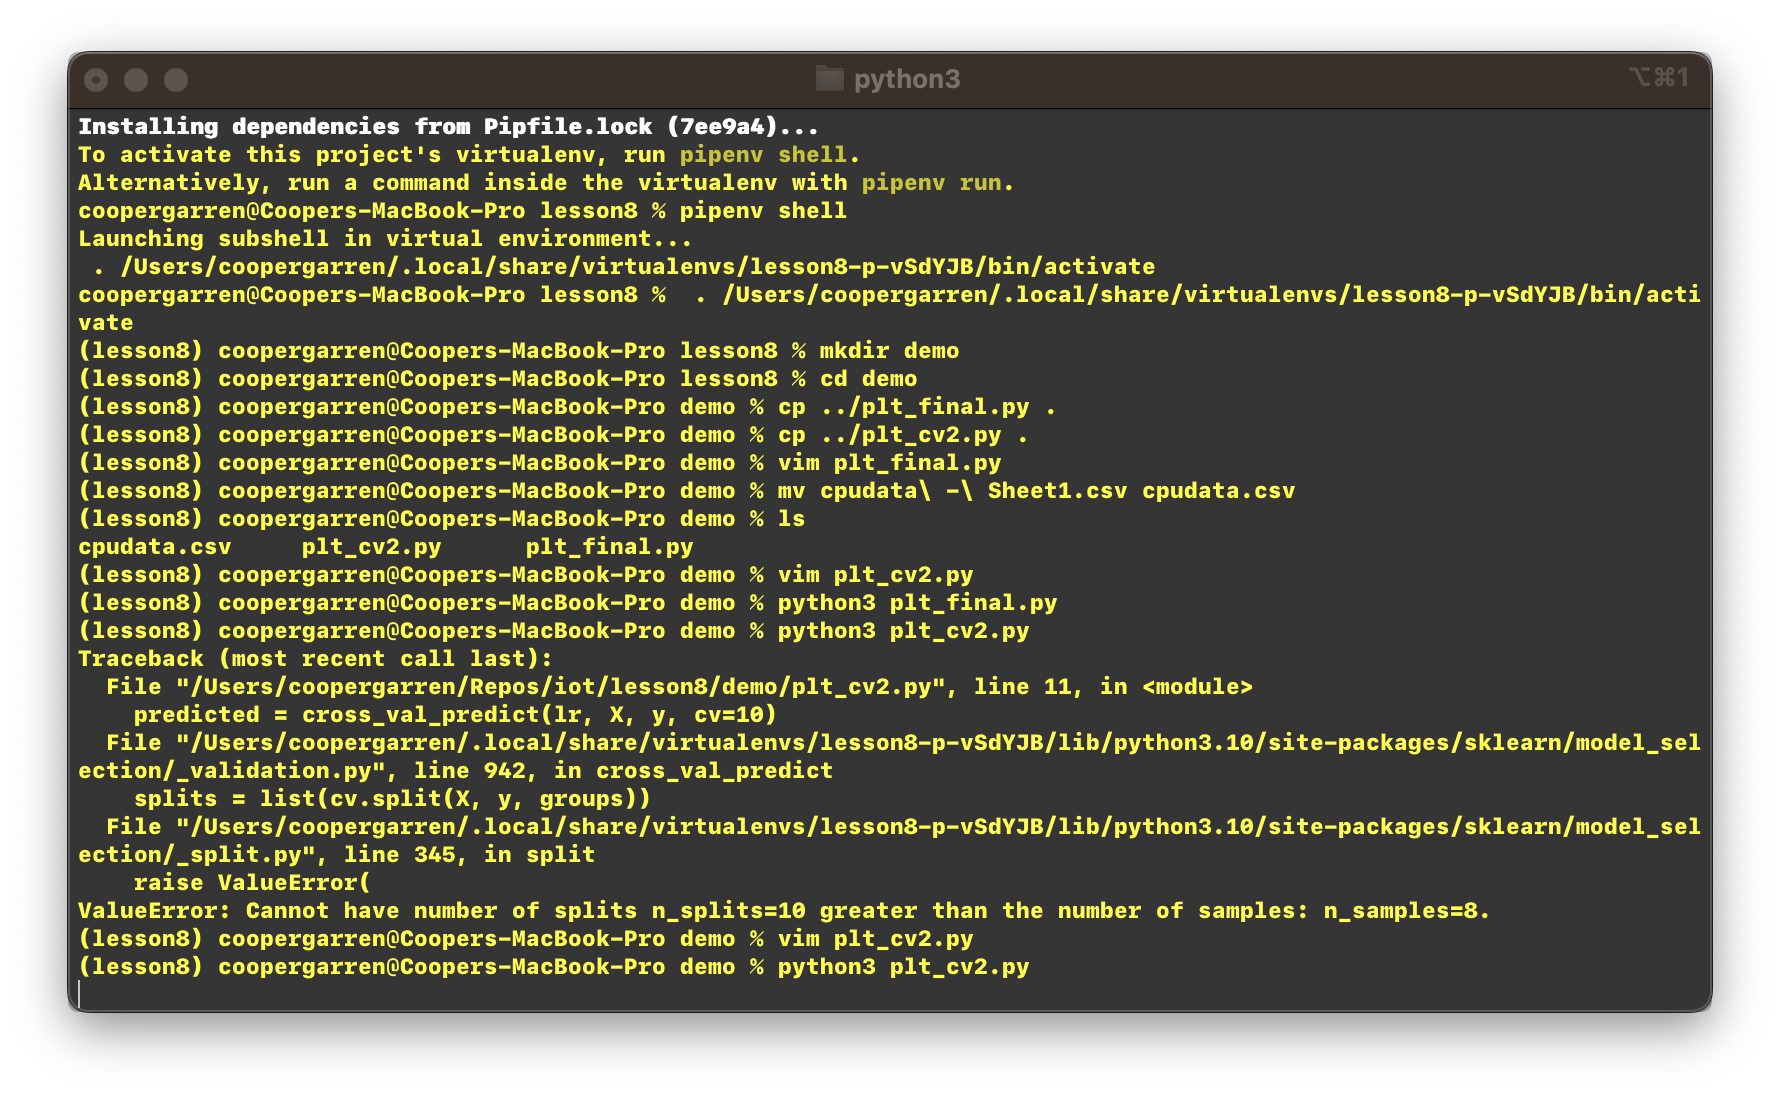 python3
⌥⌘1
Installing dependencies from Pipfile.lock (7ee9a4)...
To activate this project's virtualenv, run pipenv shell.
Alternatively, run a command inside the virtualenv with pipenv run.
coopergarren@Coopers-MacBook-Pro lesson8 % pipenv shell
Launching subshell in virtual environment...
 . /Users/coopergarren/.local/share/virtualenvs/lesson8-p-vSdYJB/bin/activate
coopergarren@Coopers-MacBook-Pro lesson8 %  . /Users/coopergarren/.local/share/virtualenvs/lesson8-p-vSdYJB/bin/acti
vate
(lesson8) coopergarren@Coopers-MacBook-Pro lesson8 % mkdir demo
(lesson8) coopergarren@Coopers-MacBook-Pro lesson8 % cd demo
(lesson8) coopergarren@Coopers-MacBook-Pro demo % cp ../plt_final.py .
(lesson8) coopergarren@Coopers-MacBook-Pro demo % cp ../plt_cv2.py .
(lesson8) coopergarren@Coopers-MacBook-Pro demo % vim plt_final.py
(lesson8) coopergarren@Coopers-MacBook-Pro demo % mv cpudata\ -\ Sheet1.csv cpudata.csv
(lesson8) coopergarren@Coopers-MacBook-Pro demo % ls
cpudata.csv     plt_cv2.py      plt_final.py
(lesson8) coopergarren@Coopers-MacBook-Pro demo % vim plt_cv2.py
(lesson8) coopergarren@Coopers-MacBook-Pro demo % python3 plt_final.py
(lesson8) coopergarren@Coopers-MacBook-Pro demo % python3 plt_cv2.py
Traceback (most recent call last):
  File "/Users/coopergarren/Repos/iot/lesson8/demo/plt_cv2.py", line 11, in <module>
    predicted = cross_val_predict(lr, X, y, cv=10)
  File "/Users/coopergarren/.local/share/virtualenvs/lesson8-p-vSdYJB/lib/python3.10/site-packages/sklearn/model_sel
ection/_validation.py", line 942, in cross_val_predict
    splits = list(cv.split(X, y, groups))
  File "/Users/coopergarren/.local/share/virtualenvs/lesson8-p-vSdYJB/lib/python3.10/site-packages/sklearn/model_sel
ection/_split.py", line 345, in split
    raise ValueError(
ValueError: Cannot have number of splits n_splits=10 greater than the number of samples: n_samples=8.
(lesson8) coopergarren@Coopers-MacBook-Pro demo % vim plt_cv2.py
(lesson8) coopergarren@Coopers-MacBook-Pro demo % python3 plt_cv2.py